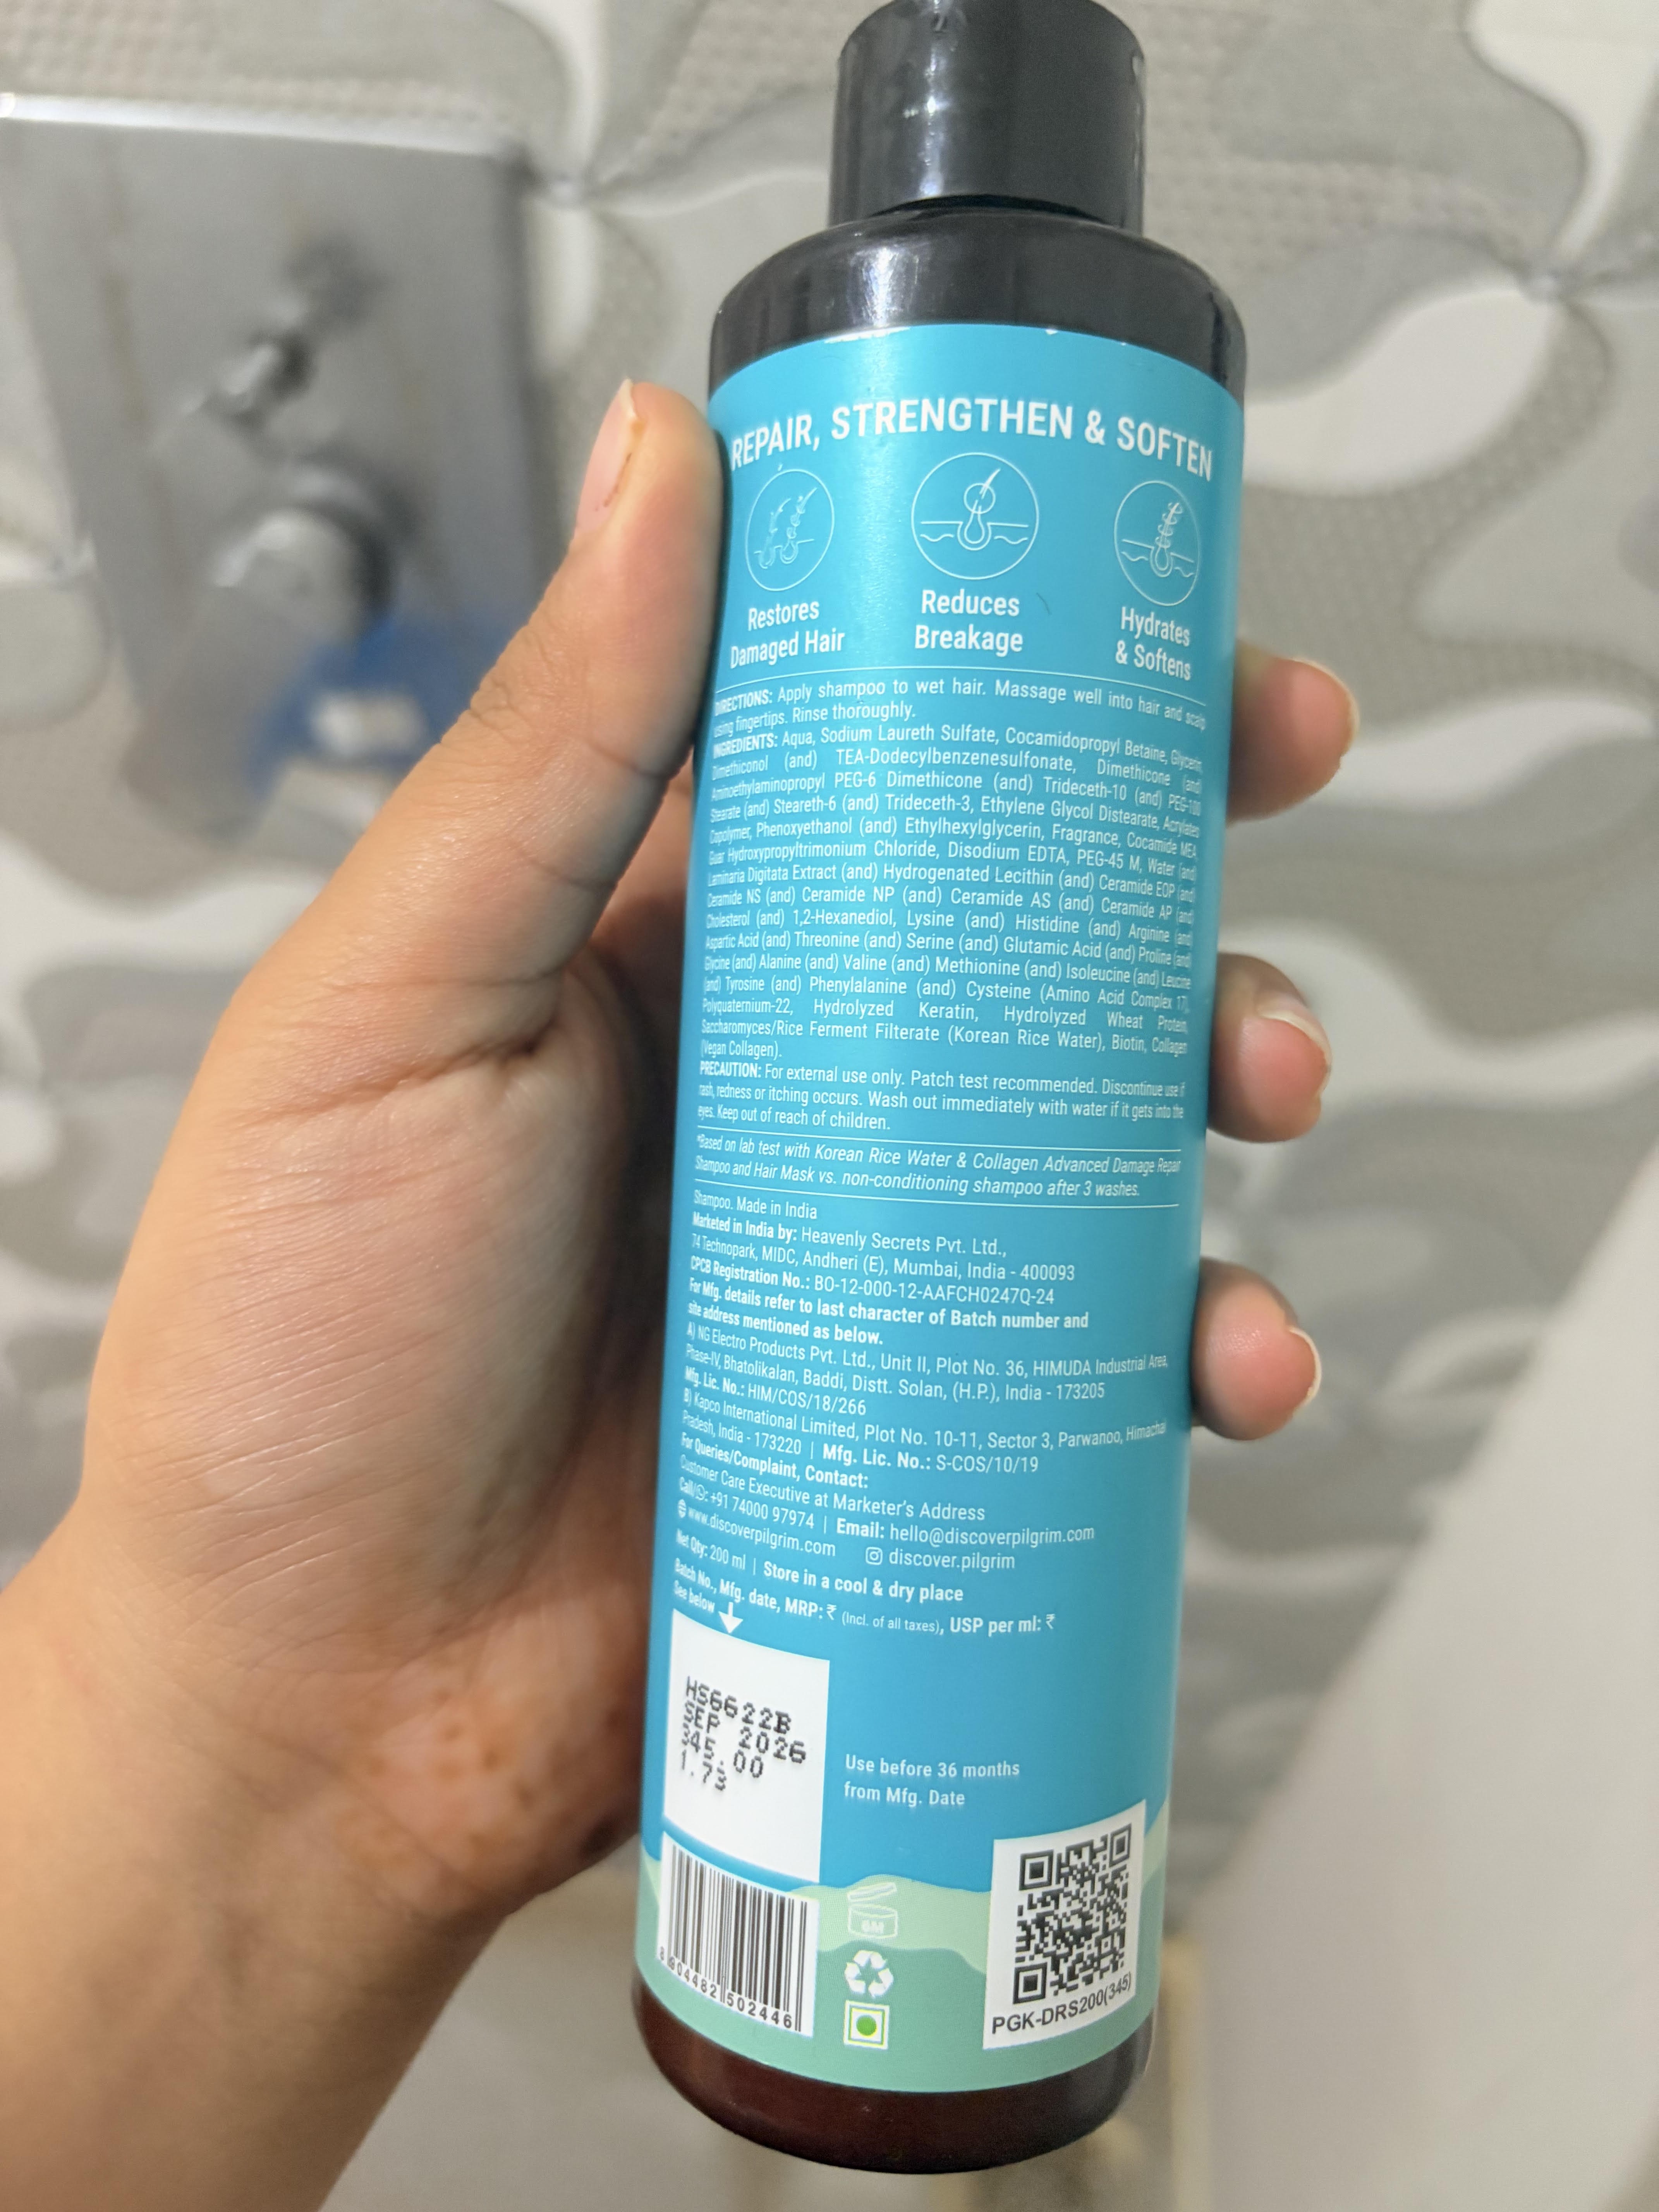 REPAIR, STRENGTHEN & SOFTEN
Restores
Damaged Hair
Reduces
Breakage
Hydrates
& Softens
DIRECTIONS: Apply shampoo to wet hair. Massage well into hair and scalp
using fingertips. Rinse thoroughly.
INGREDIENTS: Aqua, Sodium Laureth Sulfate, Cocamidopropyl Betaine, Glycerin,
Dimethiconol (and) TEA-Dodecylbenzenesulfonate, Dimethicone (and)
Aminoethylaminopropyl PEG-6 Dimethicone (and) Trideceth-10 (and) PEG-100
Stearate (and) Steareth-6 (and) Trideceth-3, Ethylene Glycol Distearate, Acrylates
Copolymer, Phenoxyethanol (and) Ethylhexylglycerin, Fragrance, Cocamide MEA,
Guar Hydroxypropyltrimonium Chloride, Disodium EDTA, PEG-45 M, Water (and)
Laminaria Digitata Extract (and) Hydrogenated Lecithin (and) Ceramide EOP (and)
Ceramide NS (and) Ceramide NP (and) Ceramide AS (and) Ceramide AP (and)
Cholesterol (and) 1,2-Hexanediol, Lysine (and) Histidine (and) Arginine (and)
Aspartic Acid (and) Threonine (and) Serine (and) Glutamic Acid (and) Proline (and)
Glycine (and) Alanine (and) Valine (and) Methionine (and) Isoleucine (and) Leucine
(and) Tyrosine (and) Phenylalanine (and) Cysteine (Amino Acid Complex 17),
Polyquaternium-22, Hydrolyzed Keratin, Hydrolyzed Wheat Protein,
Saccharomyces/Rice Ferment Filterate (Korean Rice Water), Biotin, Collagen
(Vegan Collagen).
PRECAUTION: For external use only. Patch test recommended. Discontinue use if
rash, redness or itching occurs. Wash out immediately with water if it gets into the
eyes. Keep out of reach of children.
*Based on lab test with Korean Rice Water & Collagen Advanced Damage Repair
Shampoo and Hair Mask vs. non-conditioning shampoo after 3 washes.
Shampoo. Made in India
Marketed in India by: Heavenly Secrets Pvt. Ltd.,
74 Technopark, MIDC, Andheri (E), Mumbai, India - 400093
CPCB Registration No.: BO-12-000-12-AAFCH0247Q-24
For Mfg. details refer to last character of Batch number and
site address mentioned as below.
A) NG Electro Products Pvt. Ltd., Unit II, Plot No. 36, HIMUDA Industrial Area,
Phase-IV, Bhatolikalan, Baddi, Distt. Solan, (H.P.), India - 173205
Mfg. Lic. No.: HIM/COS/18/266
B) Kapco International Limited, Plot No. 10-11, Sector 3, Parwanoo, Himachal
Pradesh, India - 173220 | Mfg. Lic. No.: S-COS/10/19
For Queries/Complaint, Contact:
Customer Care Executive at Marketer's Address
Call/: +91 74000 97974 | Email: hello@discoverpilgrim.com
www.discoverpilgrim.com discover.pilgrim
Net Qty: 200 ml | Store in a cool & dry place
Batch No., Mfg. date, MRP: ₹ (Incl. of all taxes), USP per ml: ₹
See below
HS6622B
SEP 2026
345.00
1.73
Use before 36 months
from Mfg. Date
8 904482 502446
6M
PGK-DRS200(345)